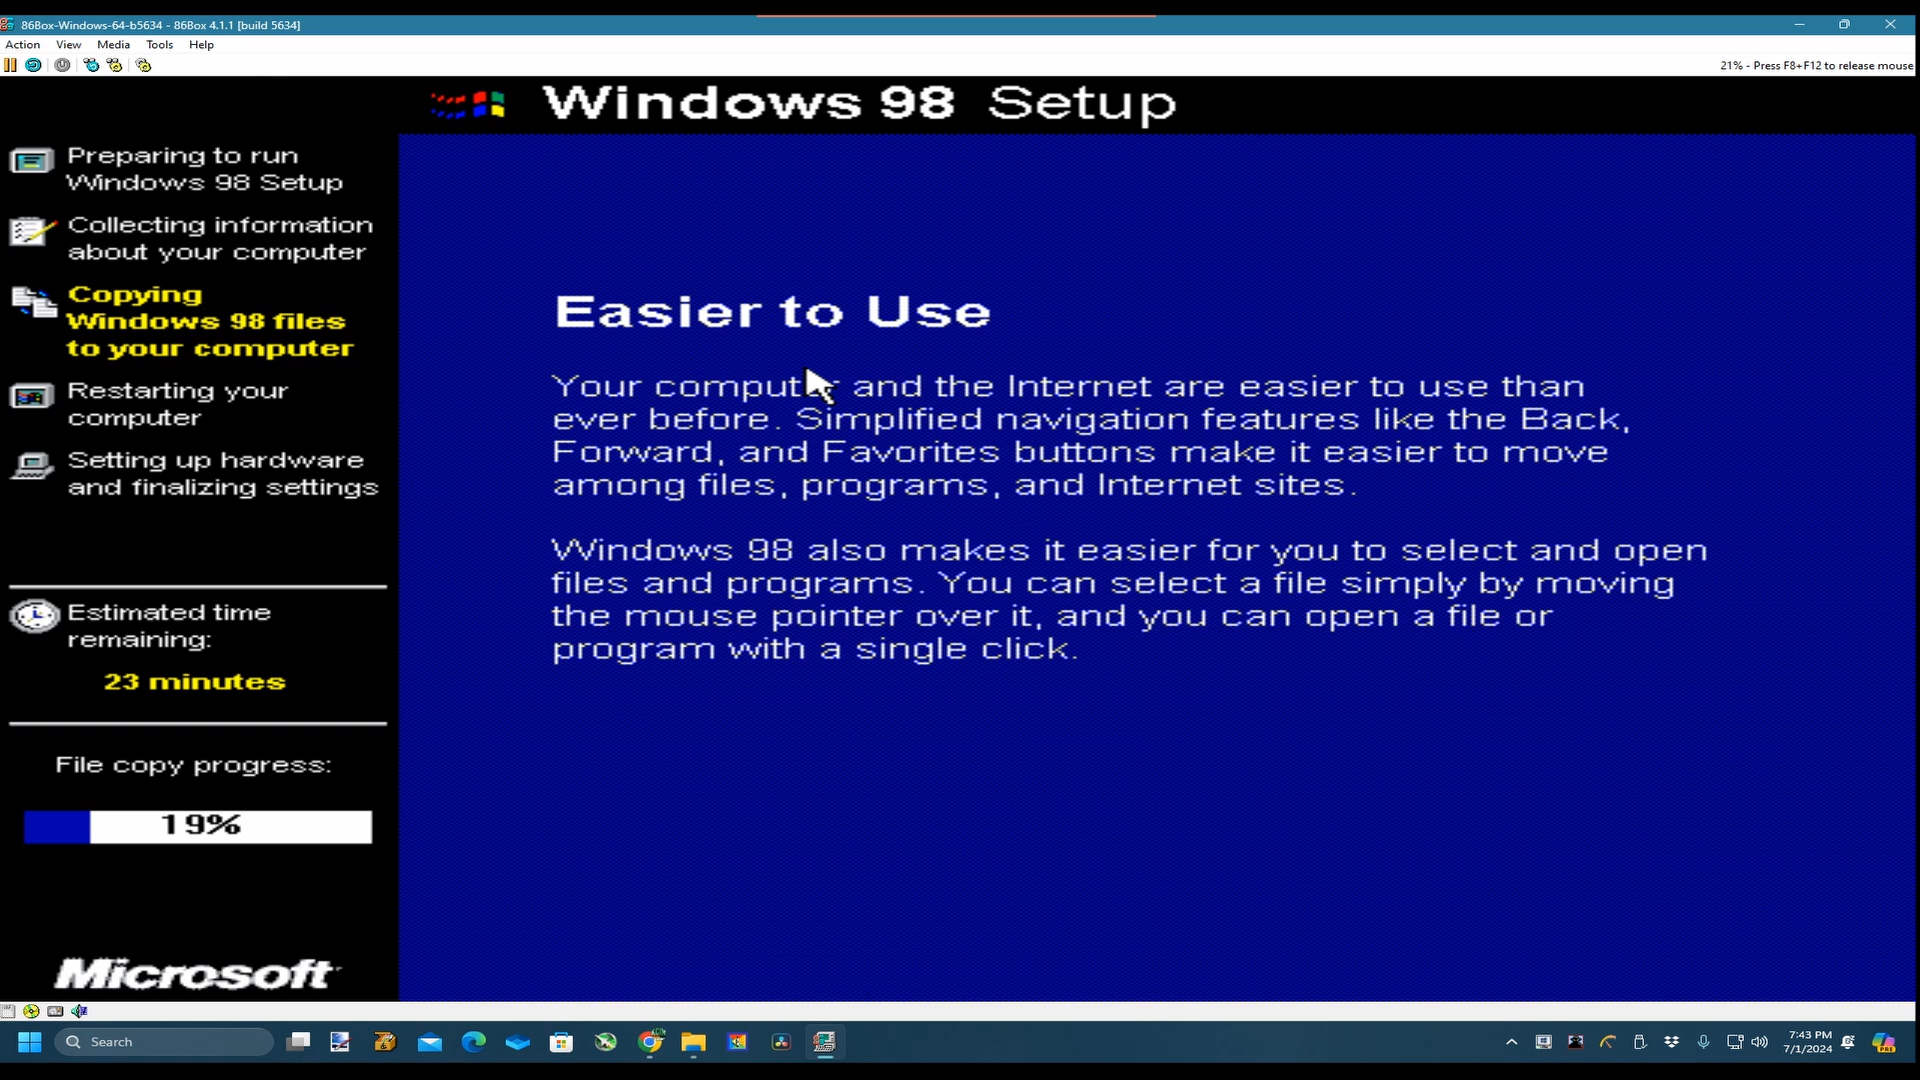 86Box-Windows-64-b5634 - 86Box 4.1.1 [build 5634]
Action View Media Tools Help
21% - Press F8+F12 to release mouse
Windows 98 Setup
Preparing to run
Windows 98 Setup
Collecting information
about your computer
Copying
Windows 98 files
to your computer
Restarting your
computer
Setting up hardware
and finalizing settings
Estimated time
remaining:
23 minutes
File copy progress:
19%
Microsoft
Easier to Use
Your computer and the Internet are easier to use than
ever before. Simplified navigation features like the Back,
Forward, and Favorites buttons make it easier to move
among files, programs, and Internet sites.
Windows 98 also makes it easier for you to select and open
files and programs. You can select a file simply by moving
the mouse pointer over it, and you can open a file or
program with a single click.
Search
7:43 PM
7/1/2024
PRE